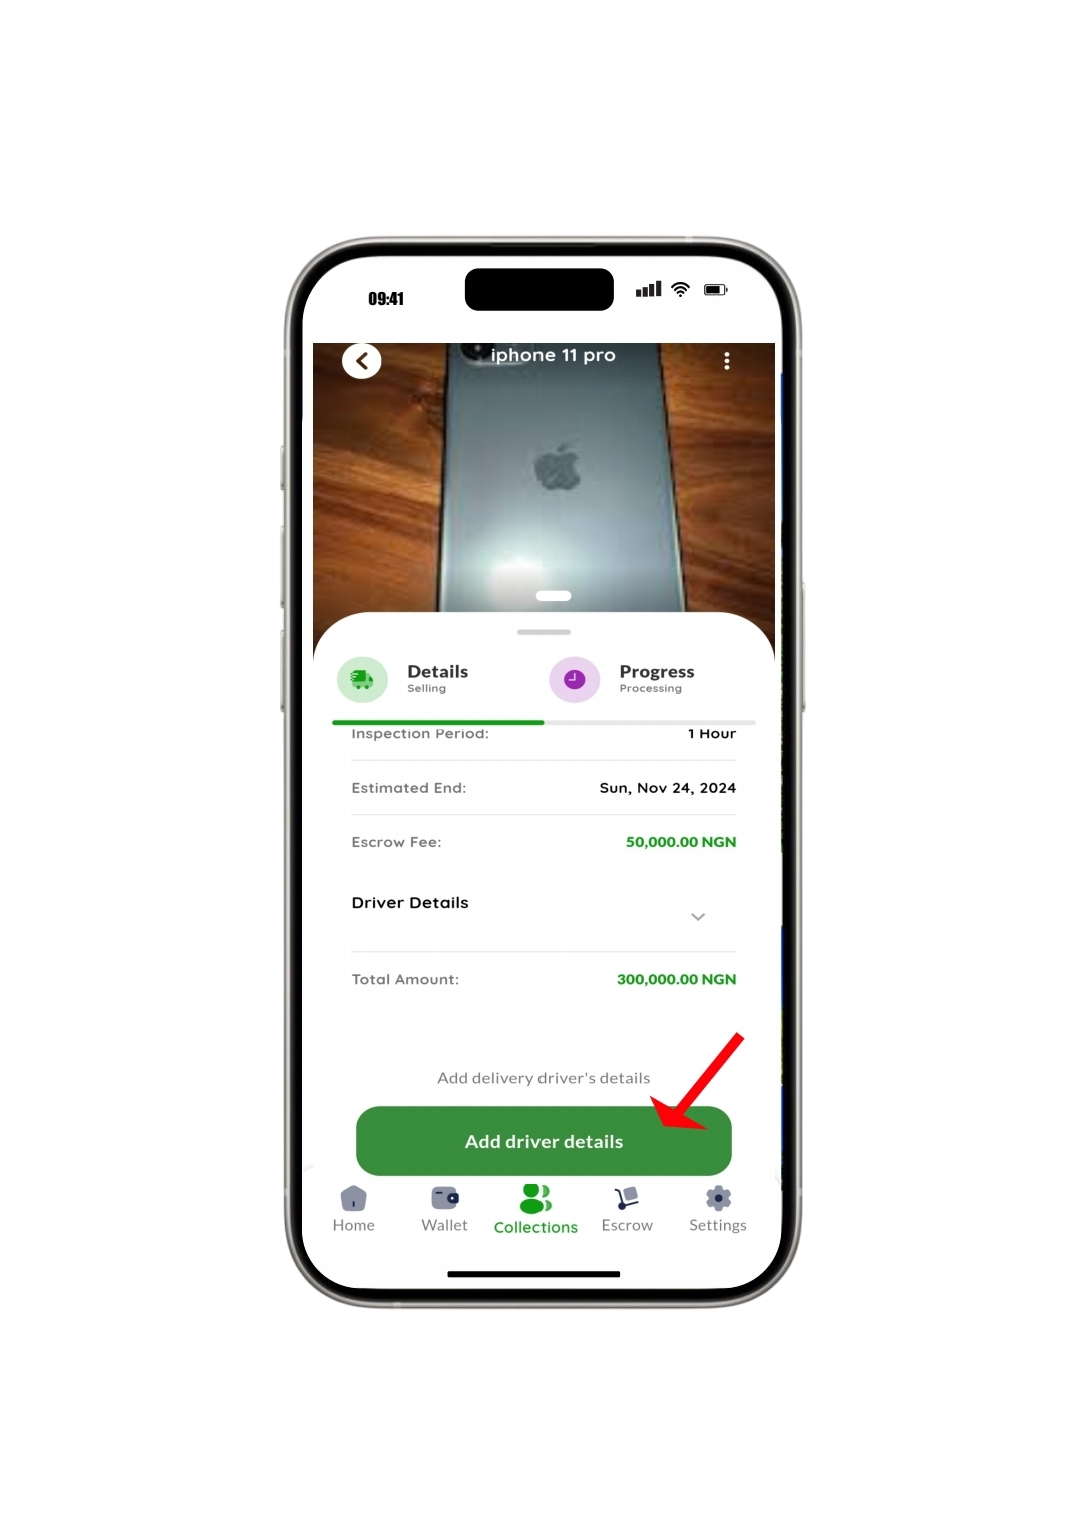 09:41
iphone 11 pro
Details
Selling
Progress
Processing
Inspection Period: 1 Hour
Estimated End: Sun, Nov 24, 2024
Escrow Fee: 50,000.00 NGN
Driver Details
Total Amount: 300,000.00 NGN
Add delivery driver's details
Add driver details
Home Wallet Collections Escrow Settings